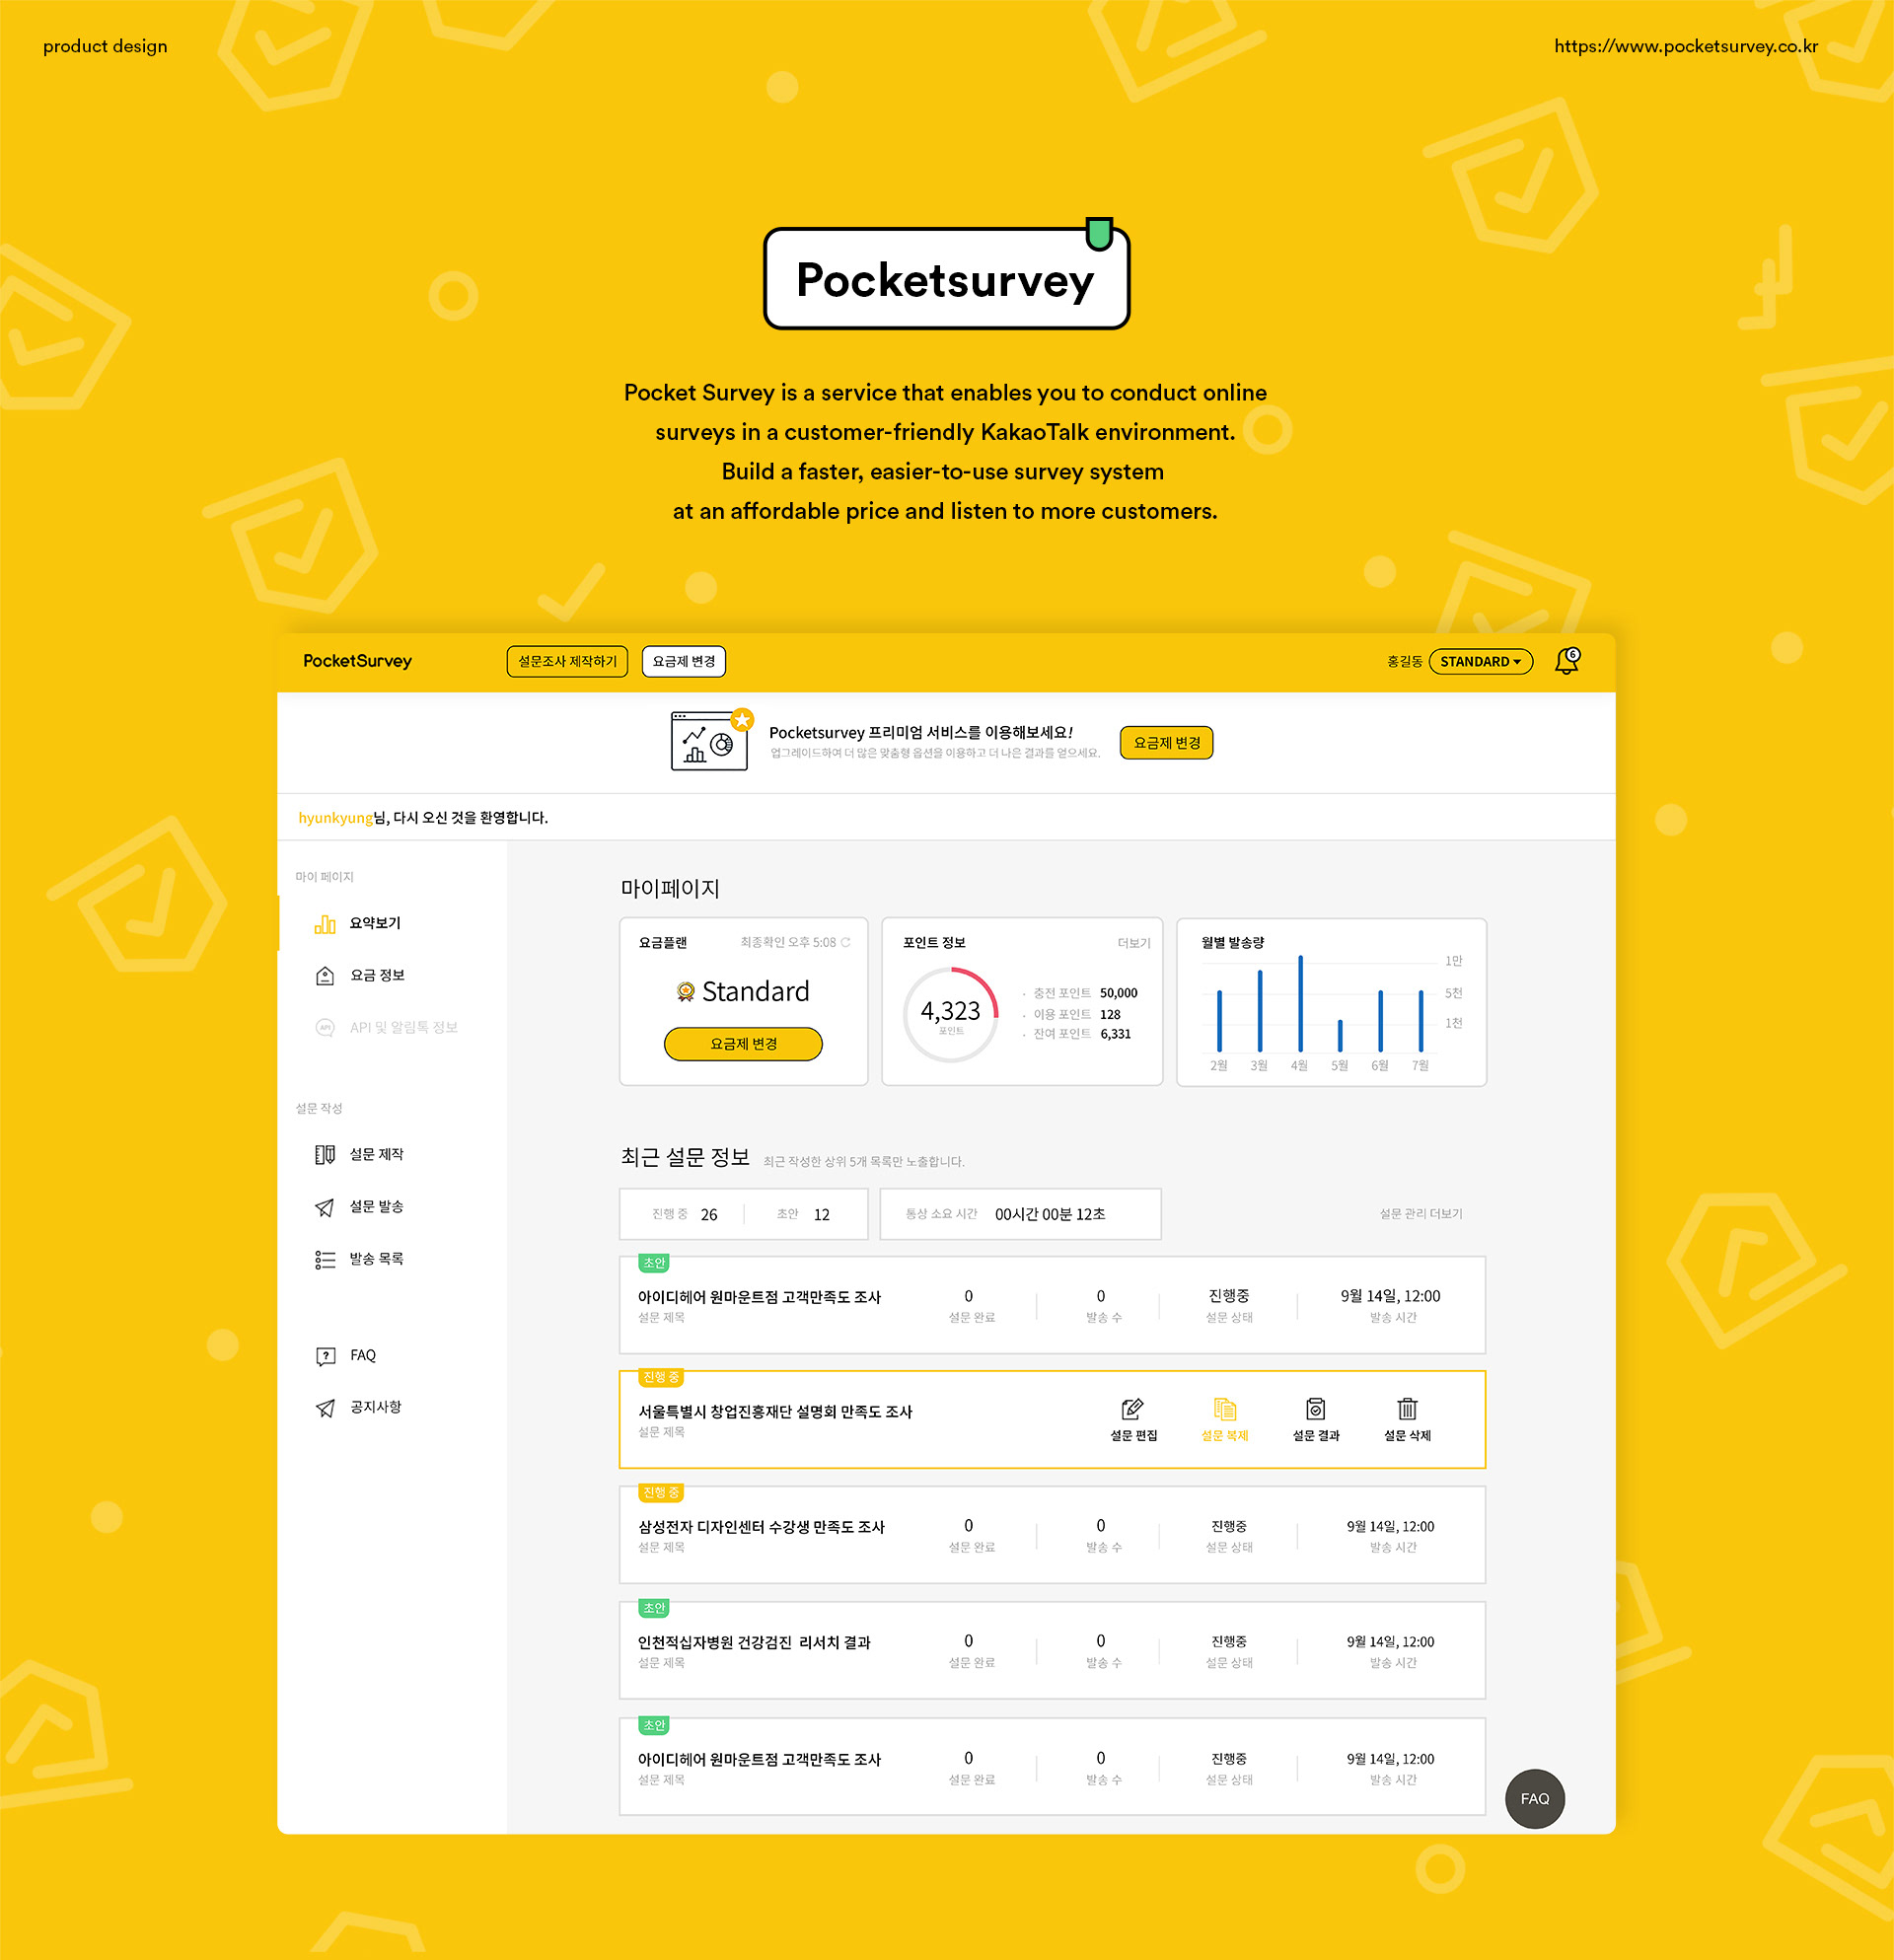 product design
https://www.pocketsurvey.co.kr
Pocketsurvey
Pocket Survey is a service that enables you to conduct online
surveys in a customer-friendly KakaoTalk environment.
Build a faster, easier-to-use survey system
at an affordable price and listen to more customers.
PocketSurvey
설문조사 제작하기
요금제 변경
홍길동
STANDARD
6
Pocketsurvey 프리미엄 서비스를 이용해보세요!
업그레이드하여 더 많은 맞춤형 옵션을 이용하고 더 나은 결과를 얻으세요.
요금제 변경
hyunkyung님, 다시 오신 것을 환영합니다.
마이 페이지
요약보기
요금 정보
API
API 및 알림톡 정보
설문 작성
설문 제작
설문 발송
발송 목록
?
FAQ
공지사항
마이페이지
요금플랜
최종확인 오후 5:08
Standard
요금제 변경
포인트 정보
더보기
4,323
포인트
· 충전 포인트 50,000
· 이용 포인트 128
· 잔여 포인트 6,331
월별 발송량
1만
5천
1천
2월 3월 4월 5월 6월 7월
최근 설문 정보
최근 작성한 상위 5개 목록만 노출합니다.
진행 중 26
초안 12
통상 소요 시간 00시간 00분 12초
설문 관리 더보기
초안
아이디헤어 원마운트점 고객만족도 조사 0 0 진행중 9월 14일, 12:00
설문 제목 설문 완료 발송 수 설문 상태 발송 시간
진행 중
서울특별시 창업진흥재단 설명회 만족도 조사
설문 제목
설문 편집 설문 복제 설문 결과 설문 삭제
진행 중
삼성전자 디자인센터 수강생 만족도 조사 0 0 진행중 9월 14일, 12:00
설문 제목 설문 완료 발송 수 설문 상태 발송 시간
초안
인천적십자병원 건강검진 리서치 결과 0 0 진행중 9월 14일, 12:00
설문 제목 설문 완료 발송 수 설문 상태 발송 시간
초안
아이디헤어 원마운트점 고객만족도 조사 0 0 진행중 9월 14일, 12:00
설문 제목 설문 완료 발송 수 설문 상태 발송 시간
FAQ